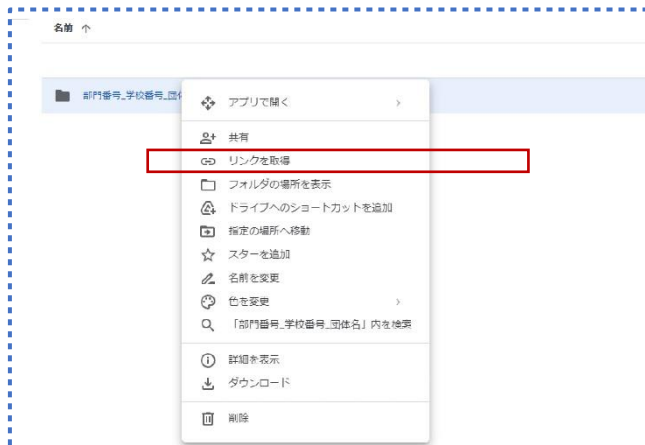 名前 ↑
部門番号_学校番号_団体
アプリで開く
共有
リンクを取得
フォルダの場所を表示
ドライブへのショートカットを追加
指定の場所へ移動
スターを追加
名前を変更
色を変更
「部門番号_学校番号_団体名」内を検索
詳細を表示
ダウンロード
削除